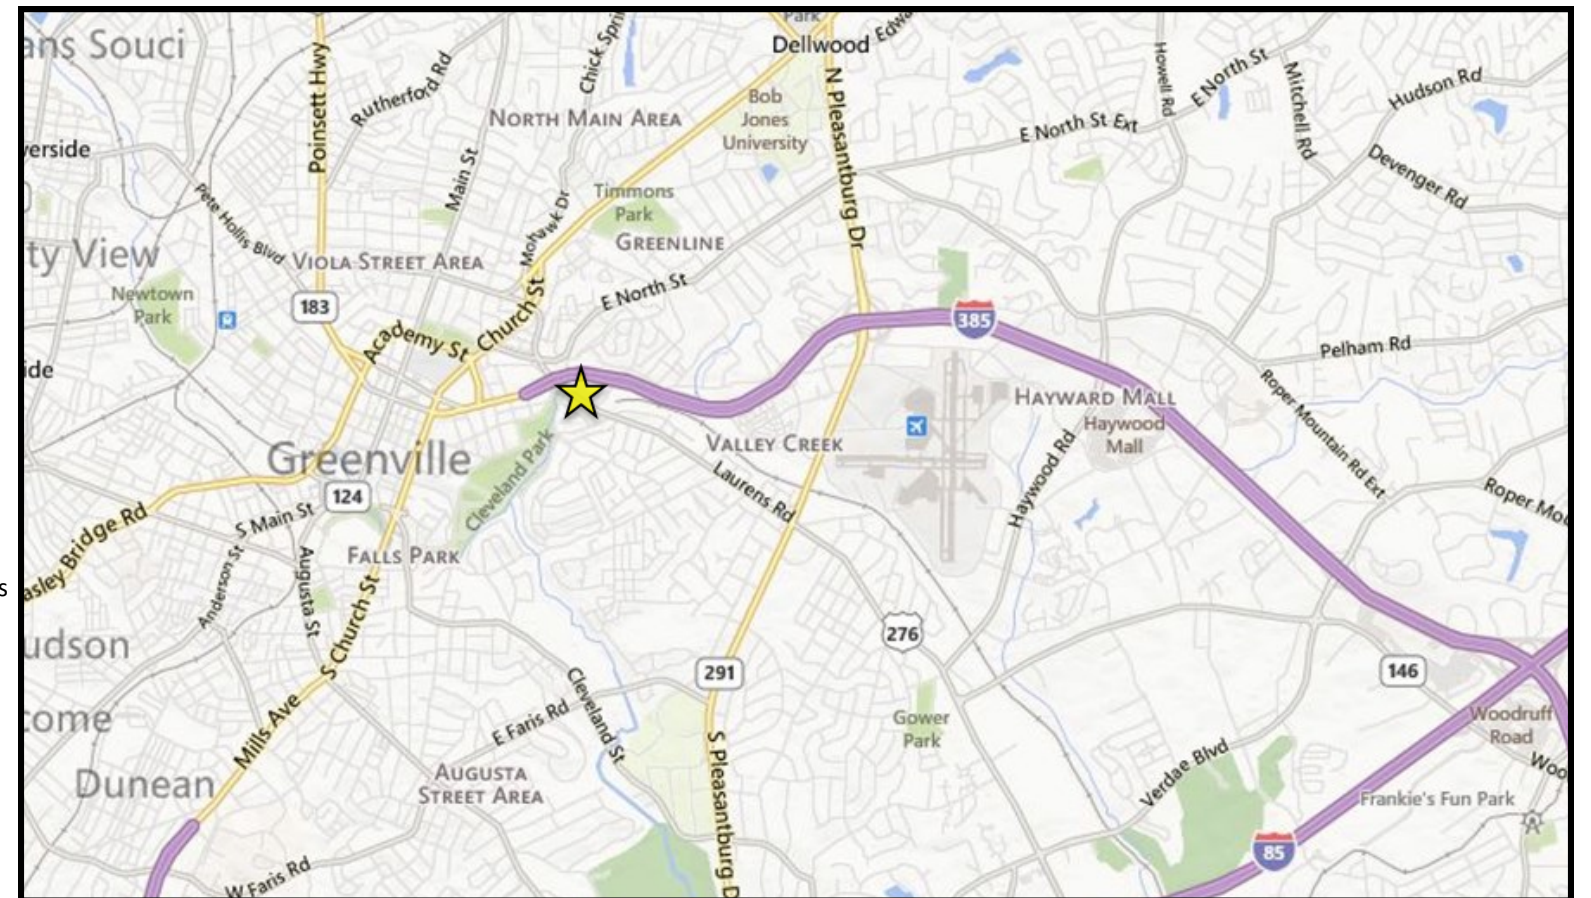 ans Souci
Poinsett Hwy
Rutherford Rd
Chick Spri
Park
Dellwood
Edwa
N Pleasantburg Dr
Howell Rd
E North St
Mitchell Rd
Hudson Rd
NORTH MAIN AREA
Bob
Jones
University
E North St Ext
verside
Main St
Devenger Rd
Pete Hollis Blvd
Mohawk Dr
Timmons
Park
GREENLINE
ty View
VIOLA STREET AREA
Newtown
Park
183
E North St
Church St
Academy St
385
Pelham Rd
ide
Roper Mountain Rd Ext
HAYWARD MALL
Haywood
Mall
Greenville
Cleveland Park
VALLEY CREEK
Haywood Rd
Laurens Rd
124
S Main St
Roper Mou
asley Bridge Rd
FALLS PARK
Anderson St
Augusta St
S Church St
s
276
udson
291
146
Cleveland St
E Faris Rd
come
Mills Ave
Gower
Park
Woodruff
Road
Woo
Dunean
AUGUSTA
STREET AREA
S Pleasantburg D
Verdae Blvd
Frankie's Fun Park
85
W Faris Rd